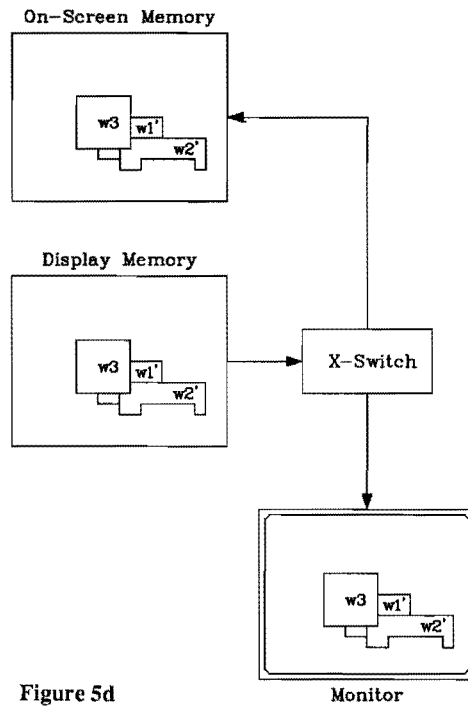 On-Screen Memory
w3
w1'
w2'
Display Memory
w3
w1'
w2'
X-Switch
w3
w1'
w2'
Figure 5d
Monitor